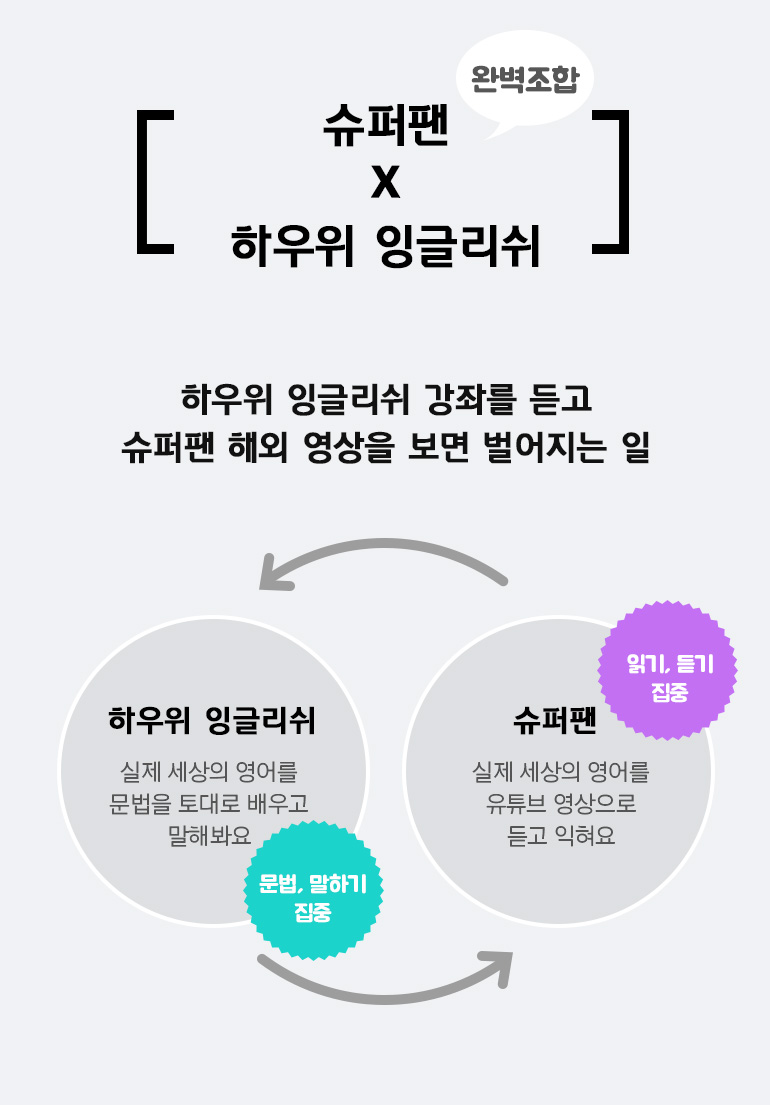 완벽조합
슈퍼팬
X
하우위 잉글리쉬
하우위 잉글리쉬 강좌를 듣고
슈퍼팬 해외 영상을 보면 벌어지는 일
하우위 잉글리쉬
실제 세상의 영어를
문법을 토대로 배우고
말해봐요
문법, 말하기
집중
읽기, 듣기
집중
슈퍼팬
실제 세상의 영어를
유튜브 영상으로
듣고 익혀요